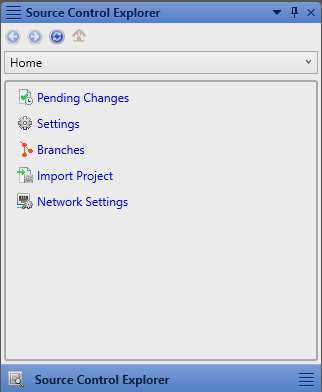 Source Control Explorer
Home
Pending Changes
Settings
Branches
Import Project
Network Settings
Source Control Explorer